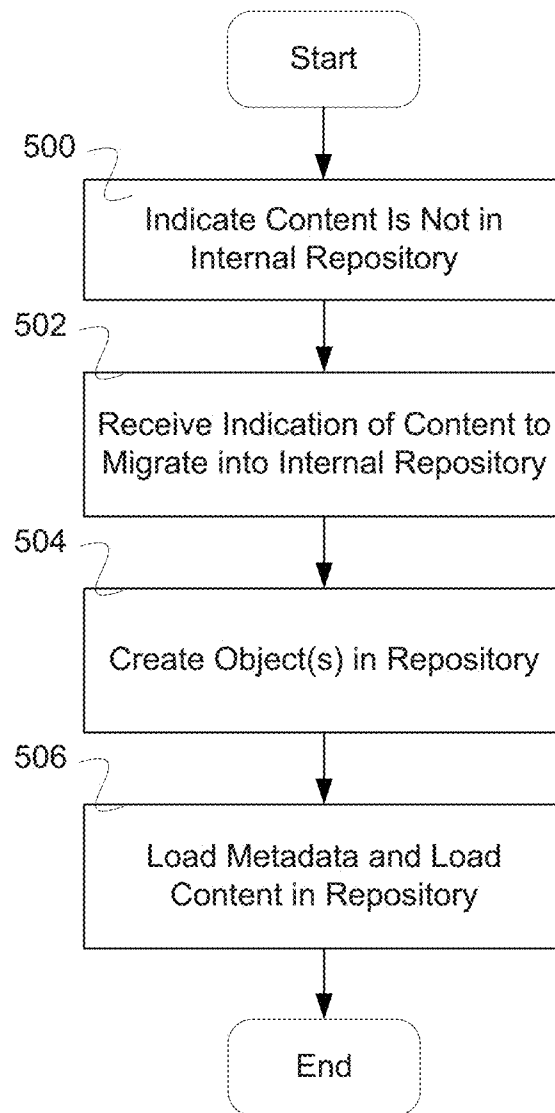 Start
500
Indicate Content Is Not in
Internal Repository
502
Receive Indication of Content to
Migrate into Internal Repository
504
Create Object(s) in Repository
506
Load Metadata and Load
Content in Repository
End